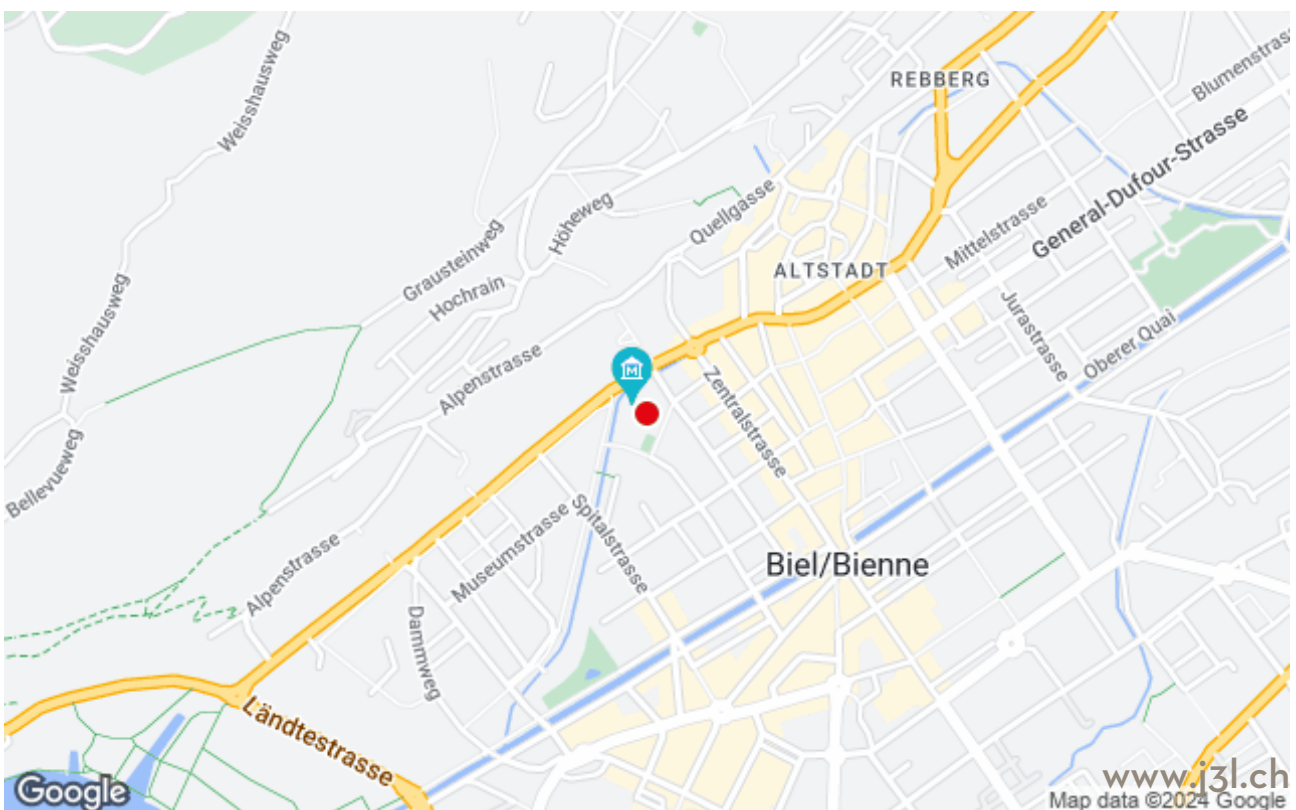 Weisshausweg
REBBERG
Blumenstrass
General-Dufour-Strasse
Höheweg
Quellgasse
Grausteinweg
Mittelstrasse
ALTSTADT
Hochrain
Jurastrasse
Weisshausweg
Oberer Quai
Alpenstrasse
M
Zentralstrasse
Bellevueweg
Spitalstrasse
Museumstrasse
Alpenstrasse
Biel/Bienne
Dammweg
Ländtestrasse
www.j3l.ch
Google
Map data ©2024 Google